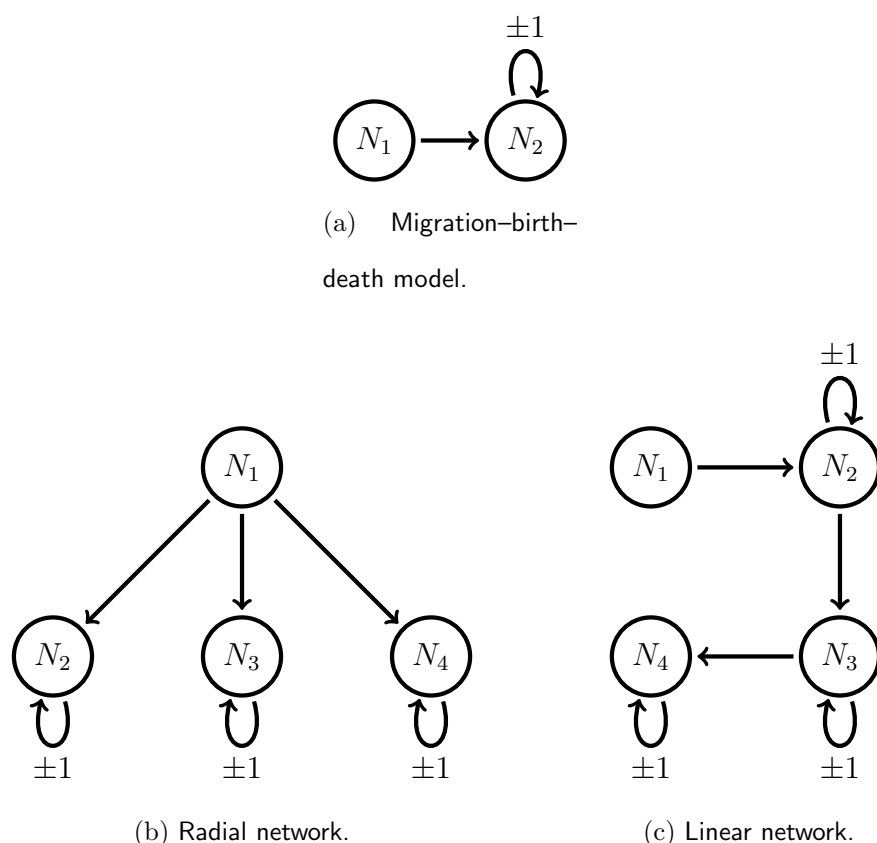 ±1
N₁ N₂
(a) Migration–birth–
death model.
±1
N₁ N₁ N₂
N₂ N₃ N₄ N₄ N₃
±1 ±1 ±1 ±1 ±1
(b) Radial network. (c) Linear network.